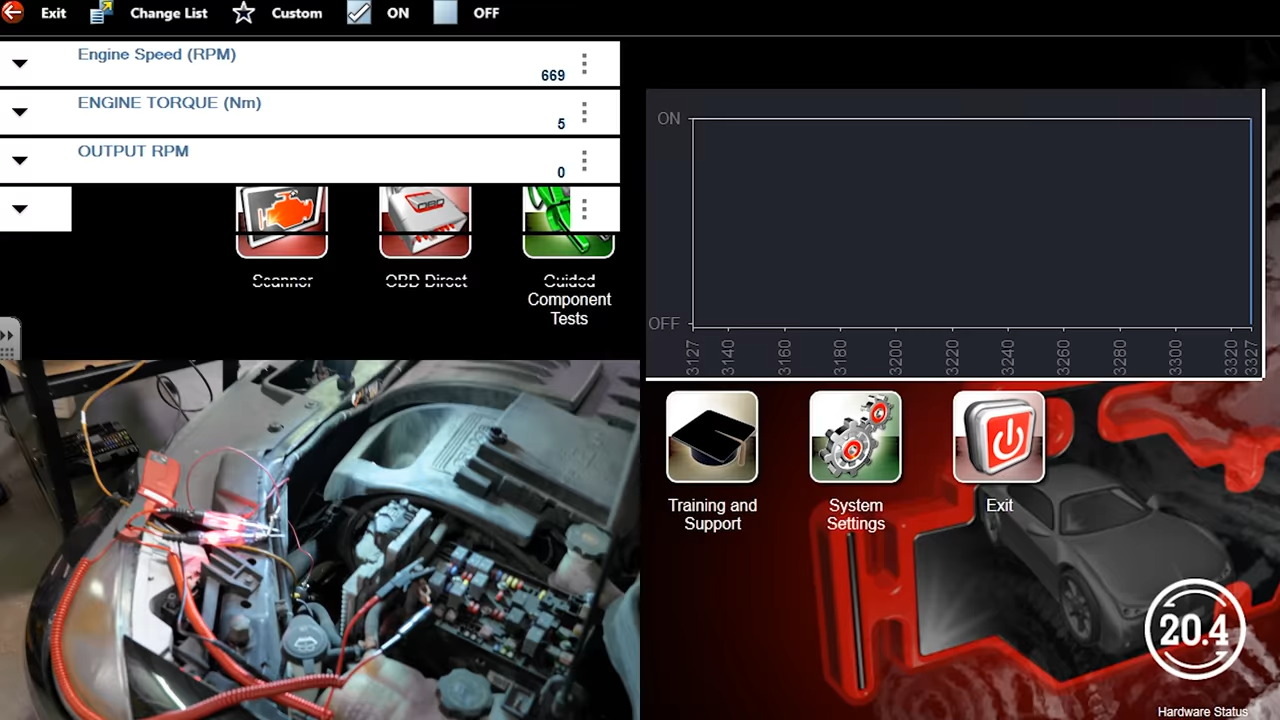 Exit
Change List
Custom
ON
OFF
Engine Speed (RPM)
669
ENGINE TORQUE (Nm)
5
OUTPUT RPM
0
Scanner
OBD Direct
Guided
Component
Tests
ON
OFF
3127
3140
3160
3180
3200
3220
3240
3260
3280
3300
3320
3327
Training and
Support
System
Settings
Exit
20.4
Hardware Status